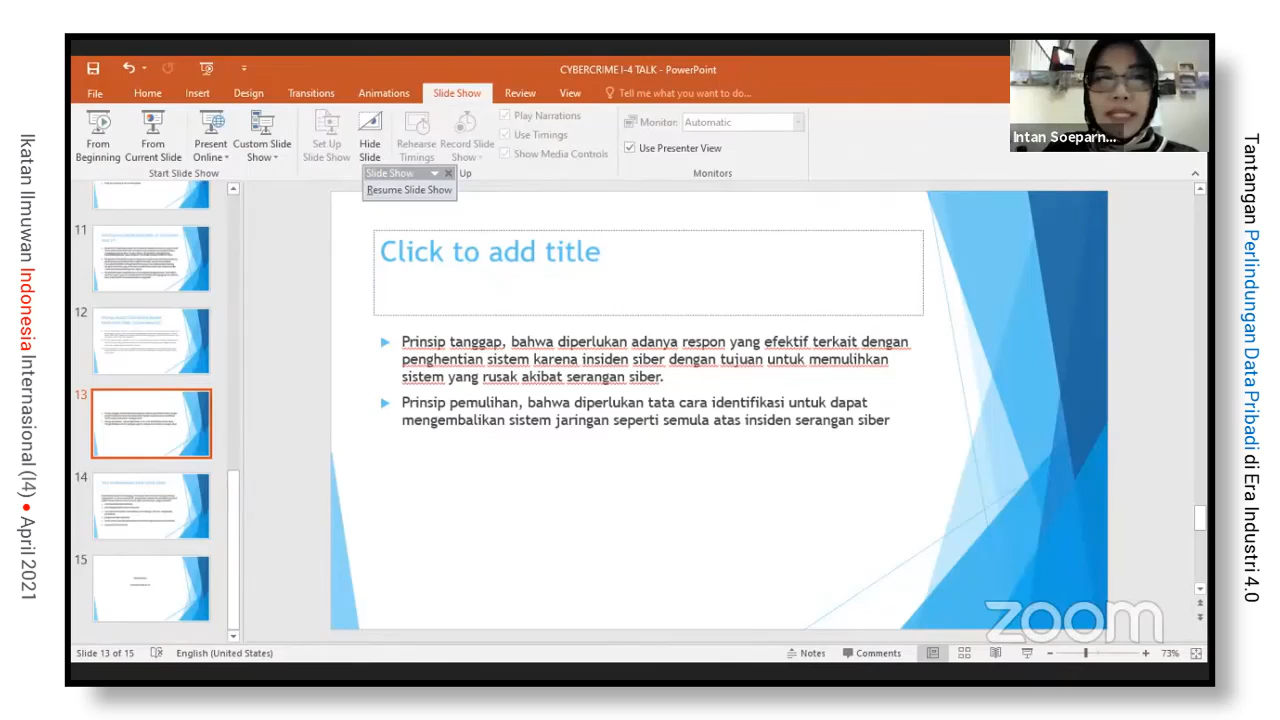 Ikatan Ilmuwan Indonesia Internasional (I4) • April 2021
CYBERCRIME I-4 TALK - PowerPoint
File
Home
Insert
Design
Transitions
Animations
Slide Show
Review
View
Tell me what you want to do...
From Beginning
From Current Slide
Present Online
Custom Slide Show
Start Slide Show
Set Up Slide Show
Hide Slide
Rehearse Timings
Record Slide Show
Play Narrations
Use Timings
Show Media Controls
Up
Monitor:
Automatic
Use Presenter View
Monitors
Slide Show
Resume Slide Show
Intan Soeparn...
11
12
13
14
15
Click to add title
Prinsip tanggap, bahwa diperlukan adanya respon yang efektif terkait dengan
penghentian sistem karena insiden siber dengan tujuan untuk memulihkan
sistem yang rusak akibat serangan siber.
Prinsip pemulihan, bahwa diperlukan tata cara identifikasi untuk dapat
mengembalikan sistem jaringan seperti semula atas insiden serangan siber
zoom
Slide 13 of 15
English (United States)
Notes
Comments
73%
Tantangan Perlindungan Data Pribadi di Era Industri 4.0